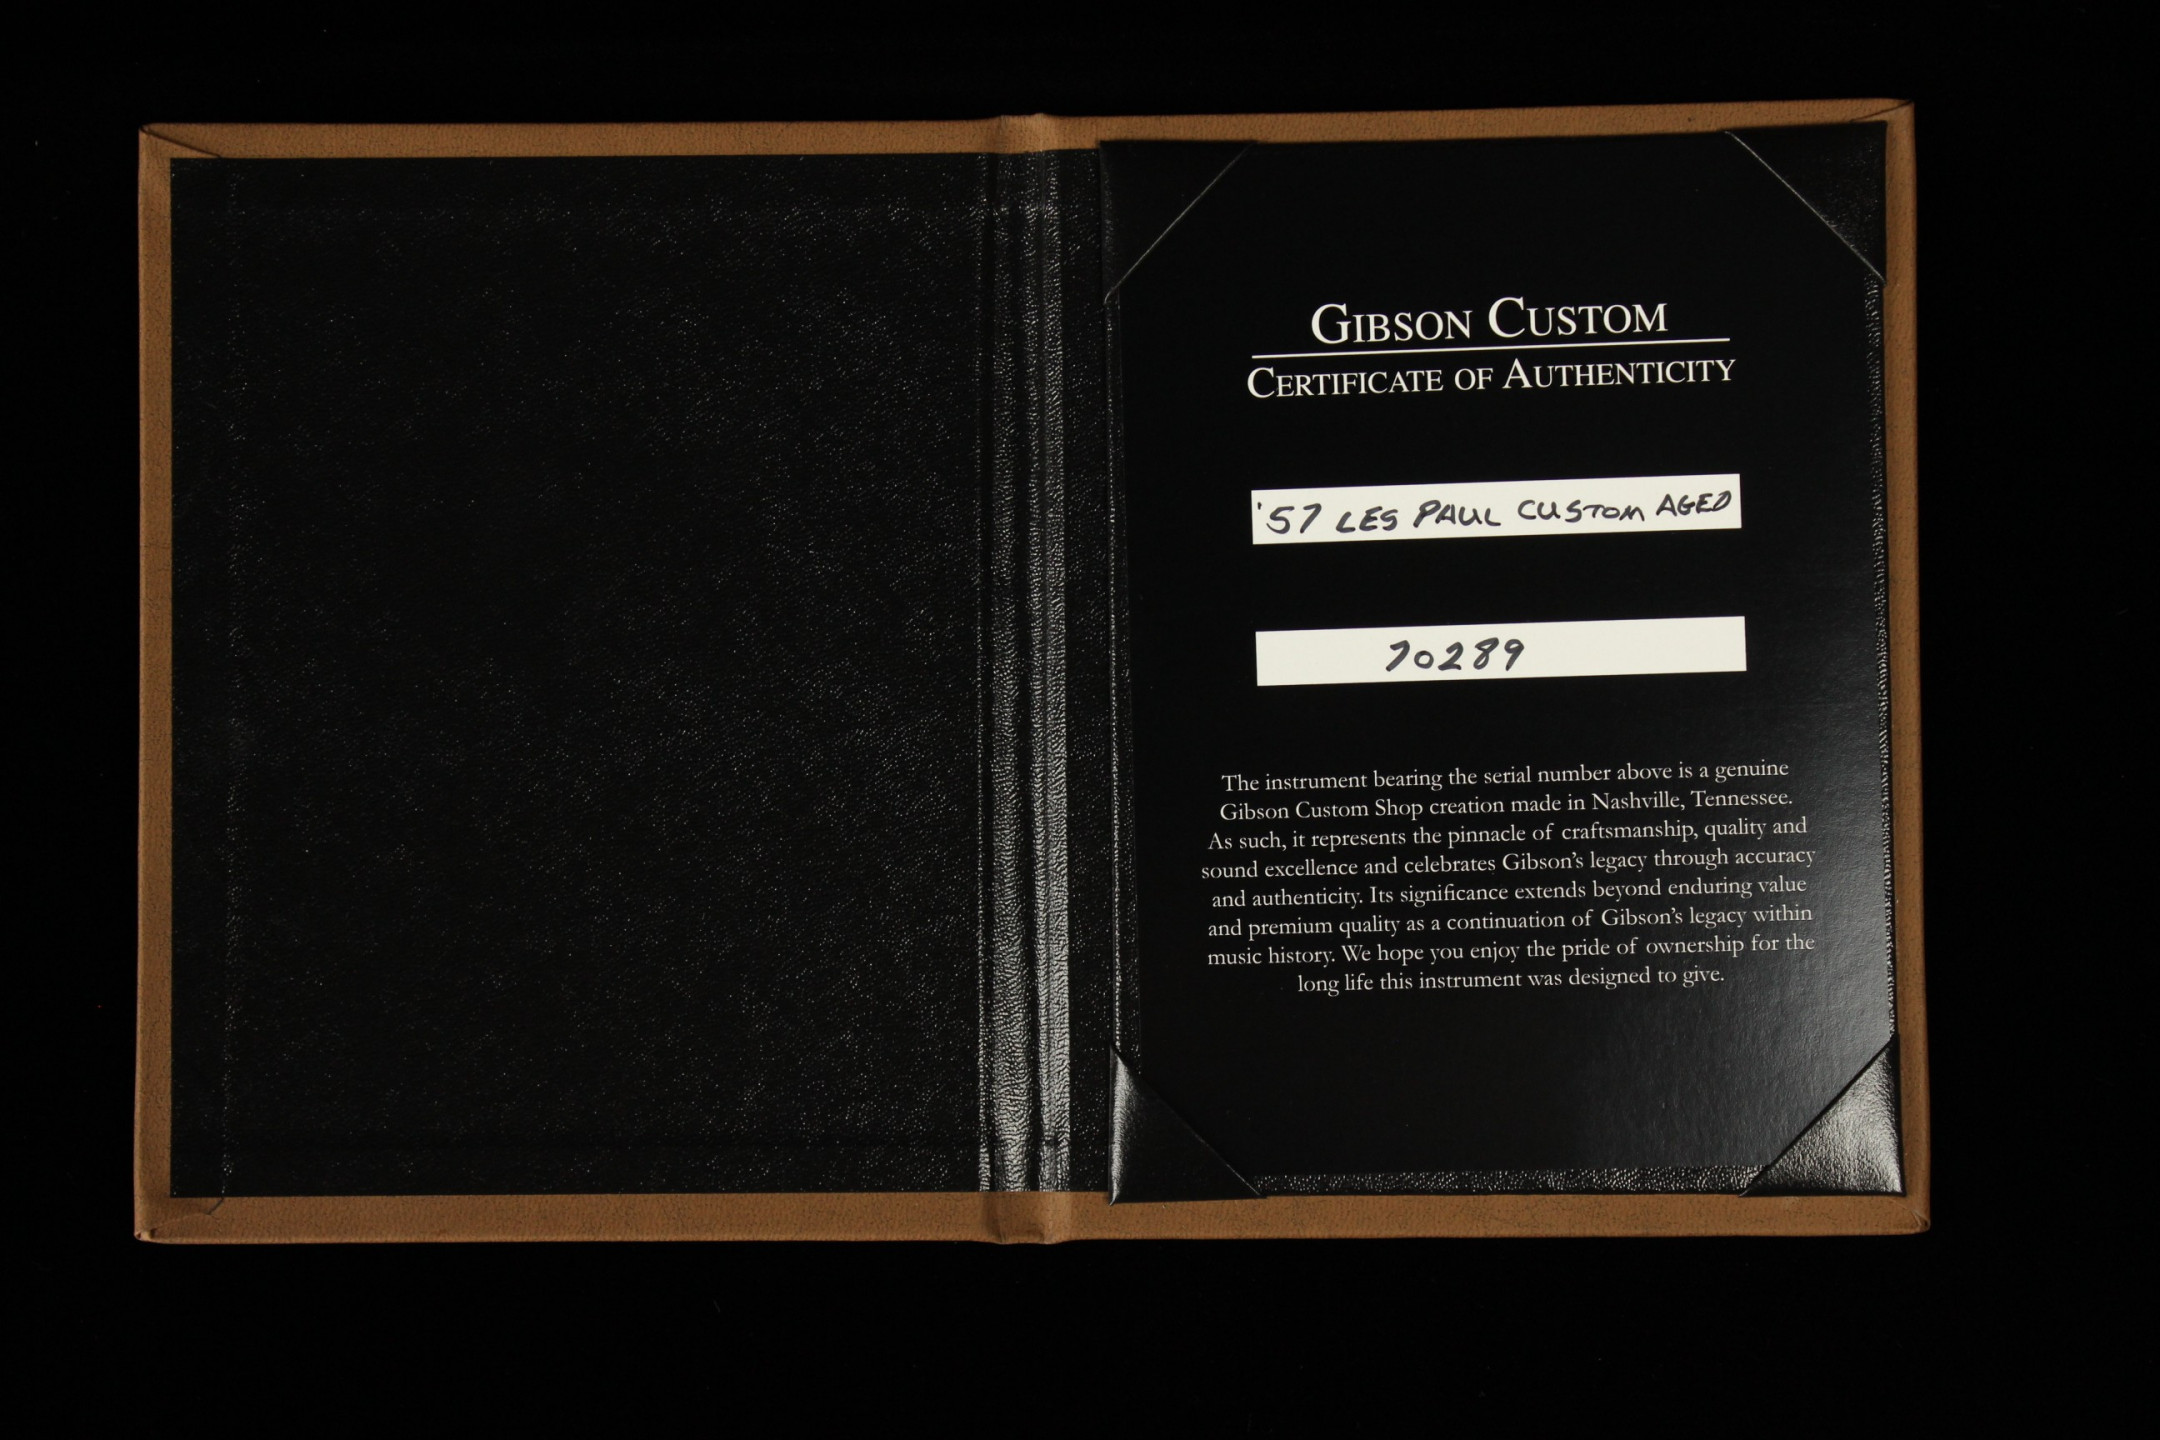 GIBSON CUSTOM
CERTIFICATE OF AUTHENTICITY
'57 LES PAUL CUSTOM AGED
70289
The instrument bearing the serial number above is a genuine
Gibson Custom Shop creation made in Nashville, Tennessee.
As such, it represents the pinnacle of craftsmanship, quality and
sound excellence and celebrates Gibson's legacy through accuracy
and authenticity. Its significance extends beyond enduring value
and premium quality as a continuation of Gibson's legacy within
music history. We hope you enjoy the pride of ownership for the
long life this instrument was designed to give.